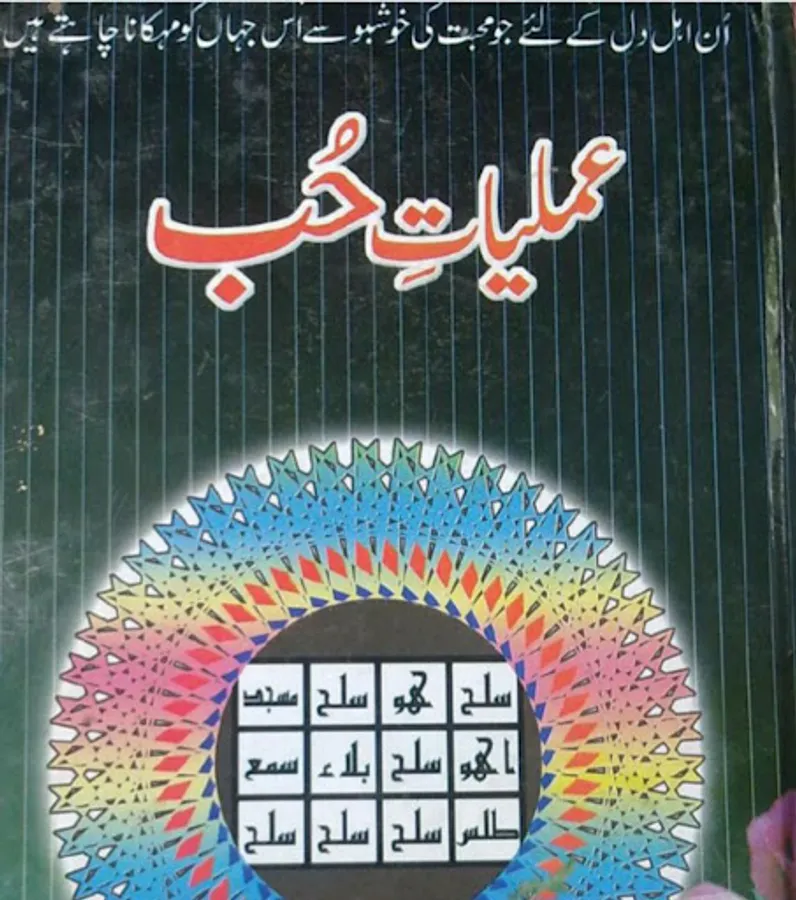 اُن اہل دل کے لئے جو محبت کی خوشبو سے اس جہاں کو مہکانا چاہتے ہیں
عملیاتِ حُب
سلح ھو سلح مسجد
اھو سلح بلاء سمع
طلس سلح سلح سلح